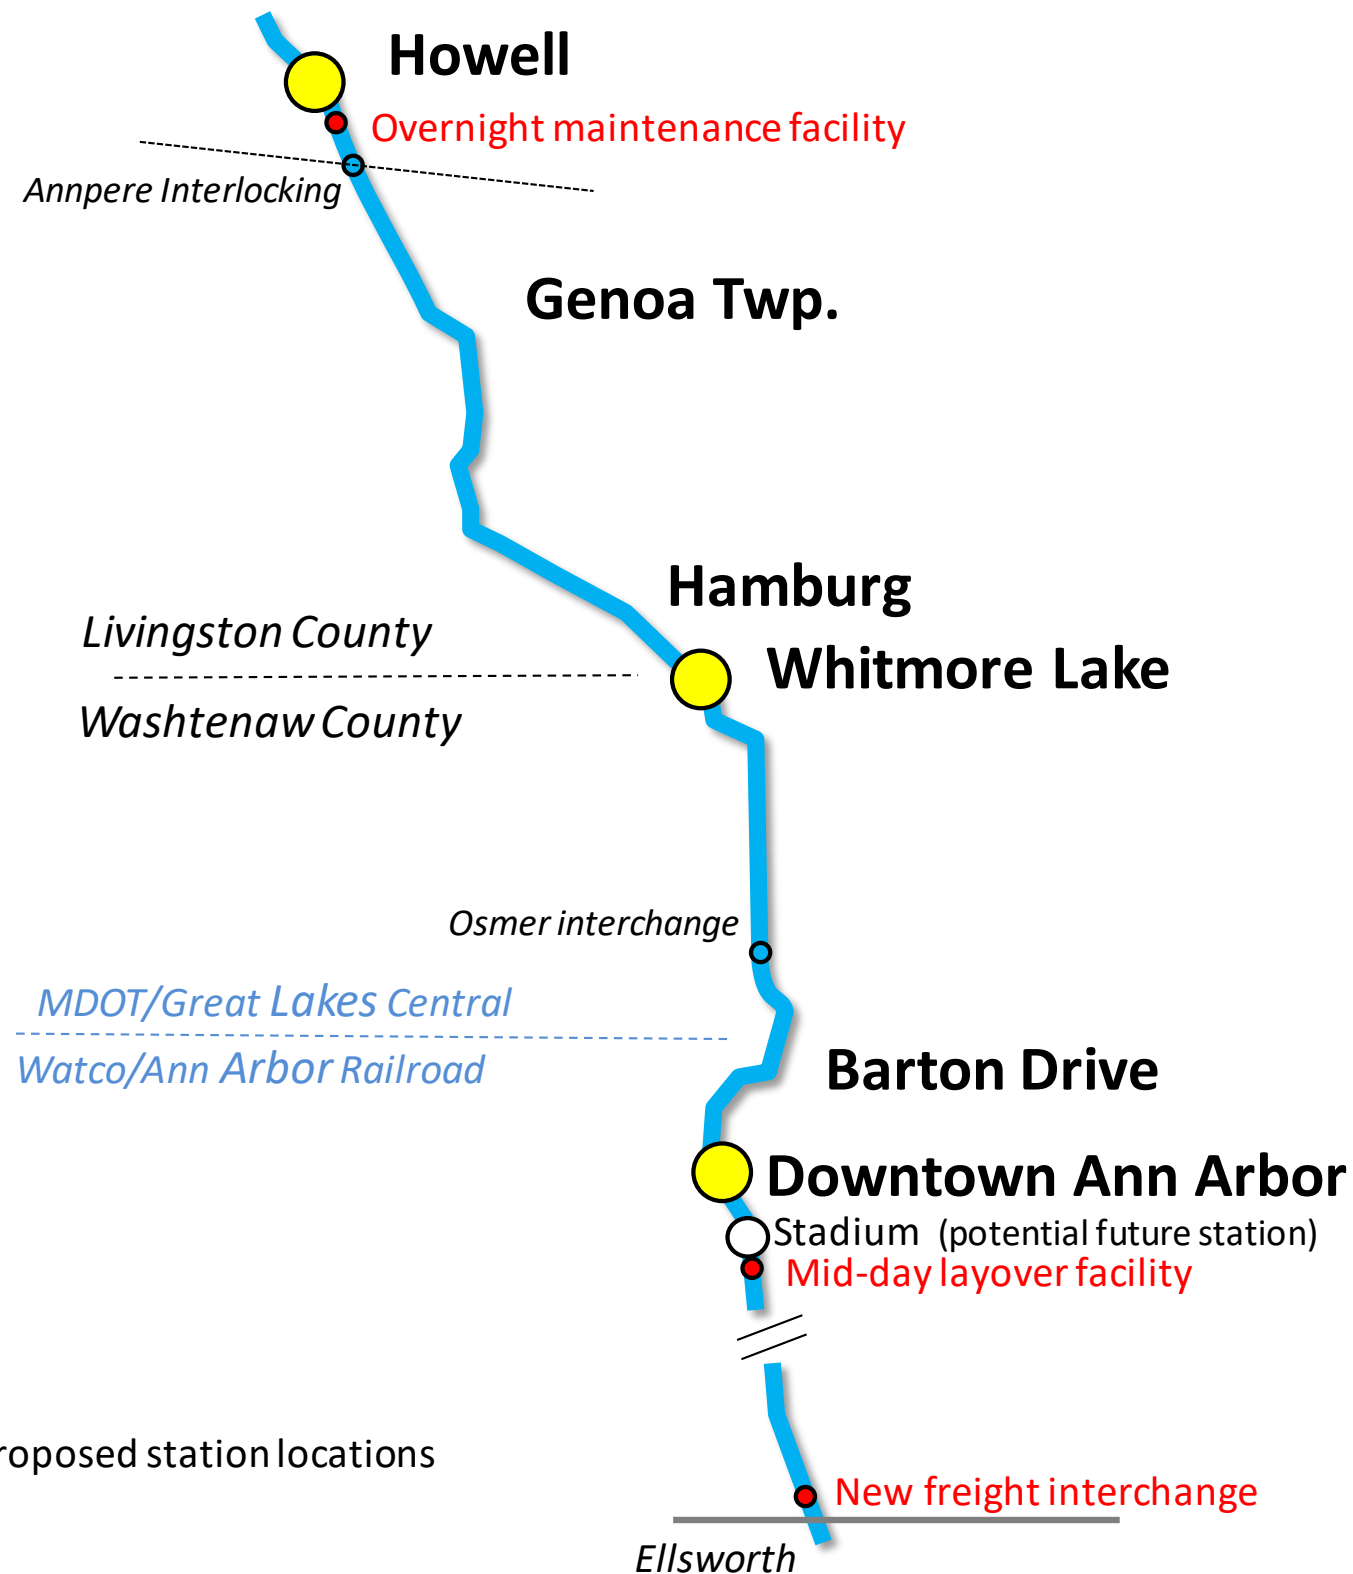 Howell
Overnight maintenance facility
Annpere Interlocking
Genoa Twp.
Hamburg
Livingston County
Whitmore Lake
Washtenaw County
Osmer interchange
MDOT/Great Lakes Central
Watco/Ann Arbor Railroad
Barton Drive
Downtown Ann Arbor
Stadium (potential future station)
Mid-day layover facility
roposed station locations
New freight interchange
Ellsworth